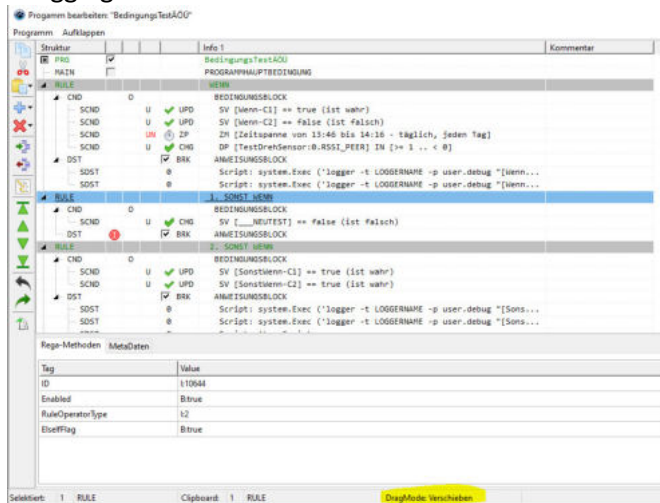 Programm bearbeiten: "BedingungsTestÄÖÜ"
Programm Aufklappen
Struktur Info 1 Kommentar
PRG BedingungsTestÄÖÜ
MAIN PROGRAMMHAUPTBEDINGUNG
RULE WENN
CND O BEDINGUNGSBLOCK
SCND U UPD SV [Wenn-C1] == true (ist wahr)
SCND U UPD SV [Wenn-C2] == false (ist falsch)
SCND UN ZP ZM [Zeitspanne von 13:46 bis 14:16 - täglich, jeden Tag]
SCND U CHG DP [TestDrehSensor:0.RSSI_PEER] IN [>= 1 .. < 0]
DST BRK ANWEISUNGSBLOCK
SDST 0 Script: system.Exec ('logger -t LOGGERNAME -p user.debug "[Wenn...
SDST 0 Script: system.Exec ('logger -t LOGGERNAME -p user.debug "[Wenn...
RULE 1. SONST WENN
CND O BEDINGUNGSBLOCK
SCND U CHG SV [___NEUTEST] == false (ist falsch)
DST BRK ANWEISUNGSBLOCK
RULE 2. SONST WENN
CND O BEDINGUNGSBLOCK
SCND U UPD SV [SonstWenn-C1] == true (ist wahr)
SCND U UPD SV [SonstWenn-C2] == true (ist wahr)
DST BRK ANWEISUNGSBLOCK
SDST 0 Script: system.Exec ('logger -t LOGGERNAME -p user.debug "[Sons...
SDST 0 Script: system.Exec ('logger -t LOGGERNAME -p user.debug "[Sons...
Rega-Methoden MetaDaten
Tag Value
ID I:10644
Enabled B:true
RuleOperatorType I:2
ElseIfFlag B:true
Selektiert: 1 RULE Clipboard: 1 RULE DragMode: Verschieben